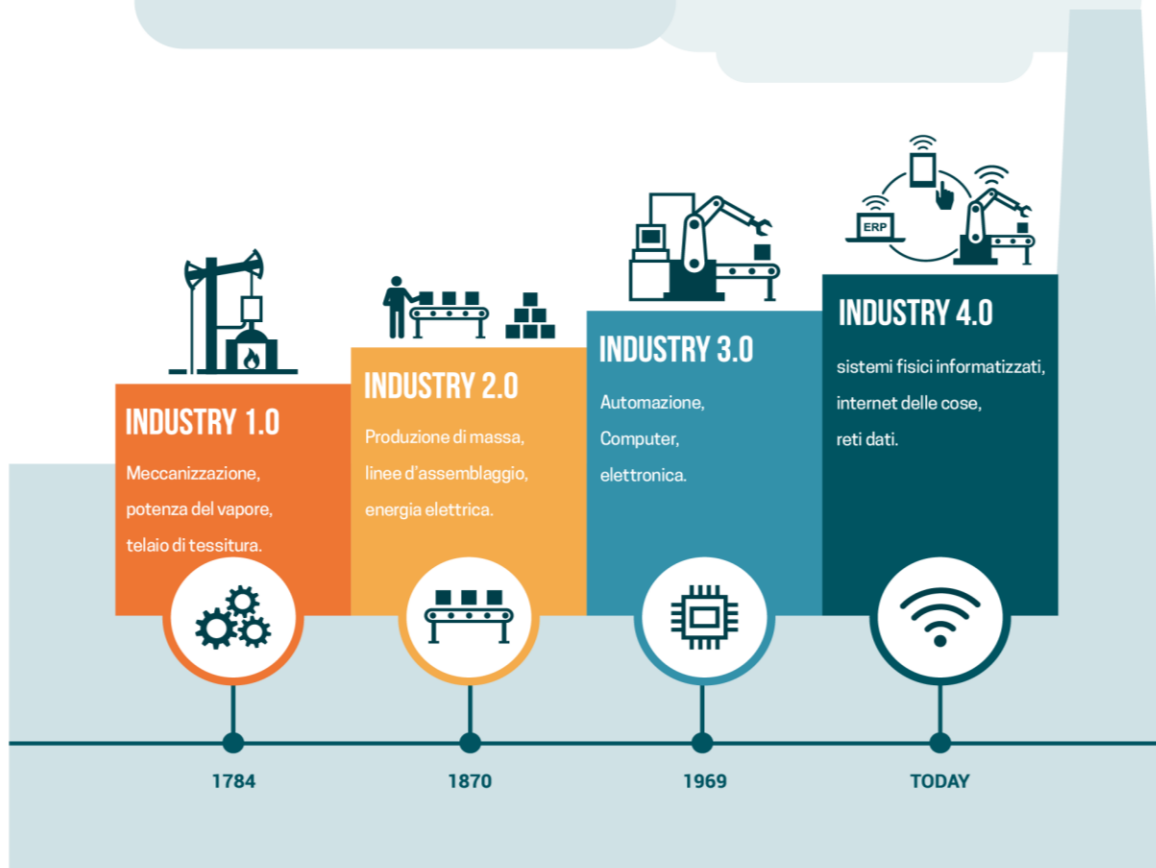 INDUSTRY 1.0
Meccanizzazione,
potenza del vapore,
telaio di tessitura.
1784
INDUSTRY 2.0
Produzione di massa,
linee d'assemblaggio,
energia elettrica.
1870
INDUSTRY 3.0
Automazione,
Computer,
elettronica.
1969
ERP
INDUSTRY 4.0
sistemi fisici informatizzati,
internet delle cose,
reti dati.
TODAY